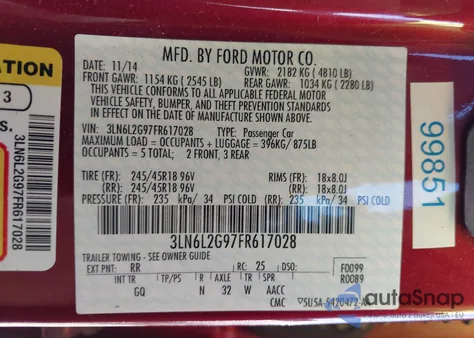 MFD. BY FORD MOTOR CO.
DATE: 11/14 GVWR: 2182 KG ( 4810 LB)
FRONT GAWR: 1154 KG ( 2545 LB) REAR GAWR: 1034 KG ( 2280 LB)
THIS VEHICLE CONFORMS TO ALL APPLICABLE FEDERAL MOTOR
VEHICLE SAFETY, BUMPER, AND THEFT PREVENTION STANDARDS
IN EFFECT ON THE DATE OF MANUFACTURE SHOWN ABOVE.
VIN: 3LN6L2G97FR617028 TYPE: Passenger Car
MAXIMUM LOAD = OCCUPANTS + LUGGAGE = 396KG/ 875LB
OCCUPANTS = 5 TOTAL; 2 FRONT, 3 REAR
TIRE (FR): 245/45R18 96V RIMS (FR): 18x8.0J
TIRE (RR): 245/45R18 96V RIMS (RR): 18x8.0J
PRESSURE (FR): 235 kPa/ 34 PSI COLD (RR): 235 kPa/ 34 PSI COLD
3LN6L2G97FR617028
TRAILER TOWING - SEE OWNER GUIDE
EXT PNT: RR RC: 25 DSO: F0099
R0089
INT TR TP/PS R AXLE TR SPR
GQ N 32 W AACC
CMC
ATION
3
S.
3LN6L2G97FR617028
99851
autoSnap